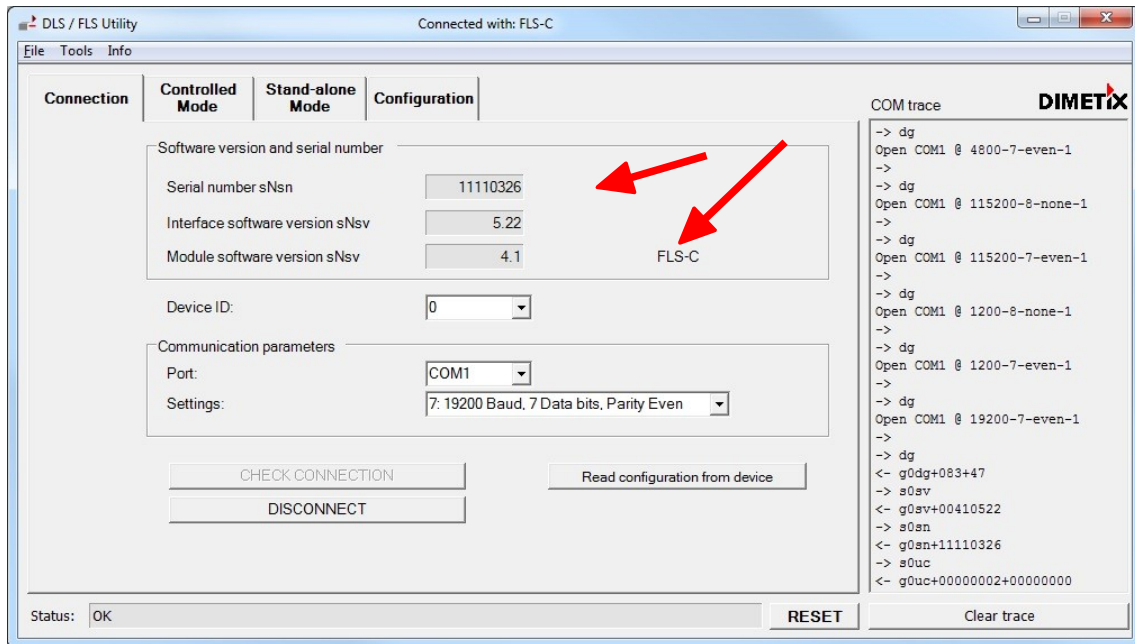 DLS / FLS Utility
Connected with: FLS-C
File Tools Info
Connection
Controlled Mode
Stand-alone Mode
Configuration
Software version and serial number
Serial number sNsn 11110326
Interface software version sNsv 5.22
Module software version sNsv 4.1 FLS-C
Device ID: 0
Communication parameters
Port: COM1
Settings: 7: 19200 Baud, 7 Data bits, Parity Even
CHECK CONNECTION
Read configuration from device
DISCONNECT
COM trace
DIMETIX
-> dg
Open COM1 @ 4800-7-even-1
->
-> dg
Open COM1 @ 115200-8-none-1
->
-> dg
Open COM1 @ 115200-7-even-1
->
-> dg
Open COM1 @ 1200-8-none-1
->
-> dg
Open COM1 @ 1200-7-even-1
->
-> dg
Open COM1 @ 19200-7-even-1
->
-> dg
<- g0dg+083+47
-> s0sv
<- g0sv+00410522
-> s0sn
<- g0sn+11110326
-> s0uc
<- g0uc+00000002+00000000
Status: OK
RESET
Clear trace